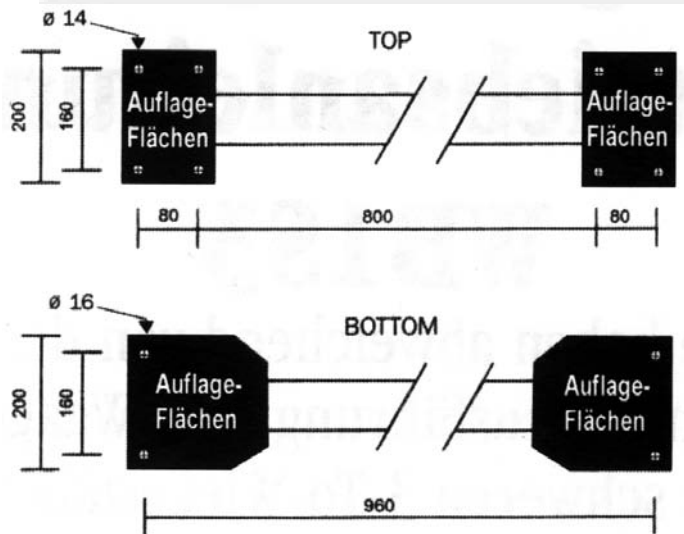 ø 14
TOP
Auflage-
Flächen
Auflage-
Flächen
200
160
80
800
80
ø 16
BOTTOM
Auflage-
Flächen
Auflage-
Flächen
200
160
960